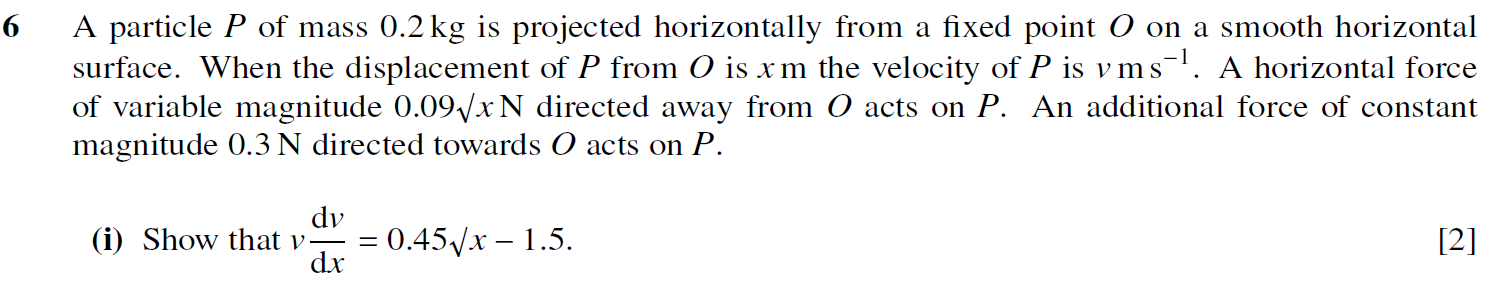 6 A particle P of mass 0.2 kg is projected horizontally from a fixed point O on a smooth horizontal
surface. When the displacement of P from O is x m the velocity of P is v m s⁻¹. A horizontal force
of variable magnitude 0.09√x N directed away from O acts on P. An additional force of constant
magnitude 0.3 N directed towards O acts on P.
(i) Show that v dv/dx = 0.45√x − 1.5. [2]